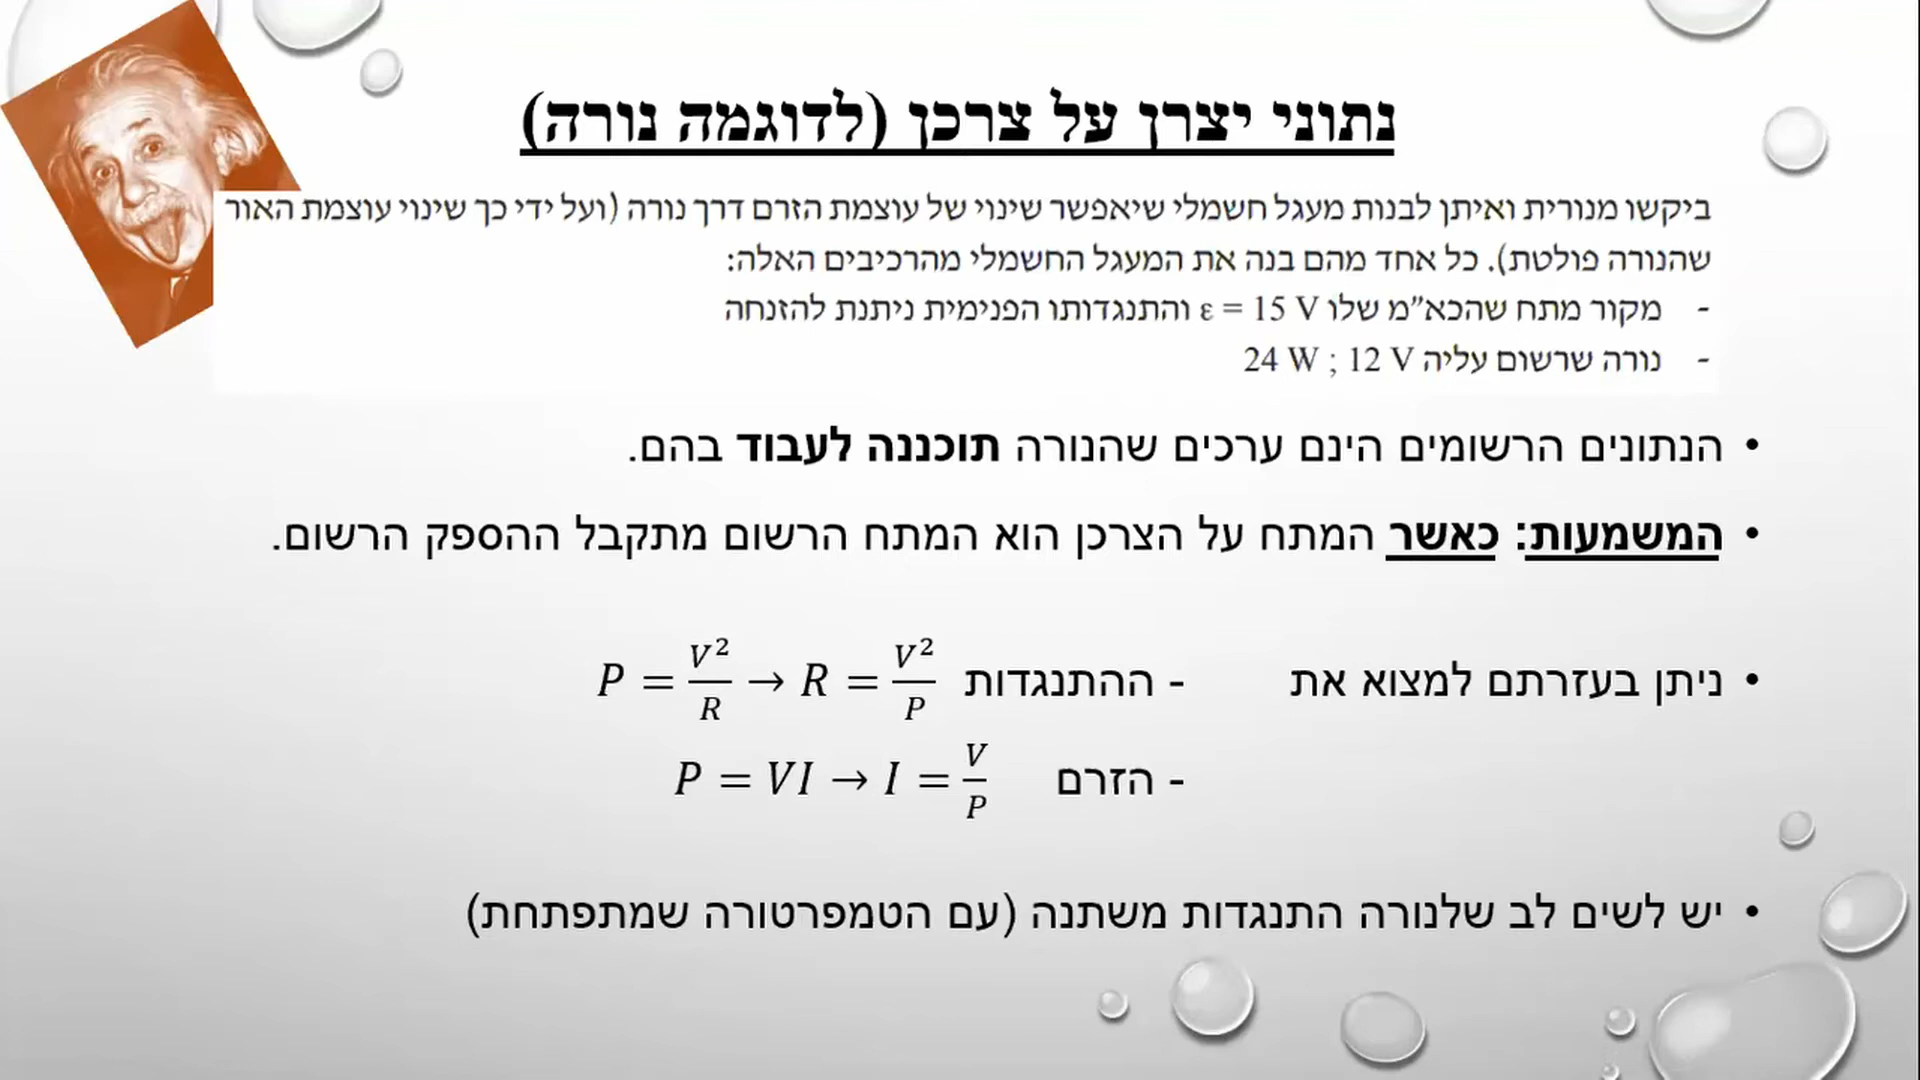 נתוני יצרן על צרכן (לדוגמה נורה)
ביקשו מנורית ואיתן לבנות מעגל חשמלי שיאפשר שינוי של עוצמת הזרם דרך נורה (ועל ידי כך שינוי עוצמת האור
שהנורה פולטת). כל אחד מהם בנה את המעגל החשמלי מהרכיבים האלה:
- מקור מתח שהכא״מ שלו ε = 15 V והתנגדותו הפנימית ניתנת להזנחה
- נורה שרשום עליה 12 V ; 24 W
• הנתונים הרשומים הינם ערכים שהנורה תוכננה לעבוד בהם.
• המשמעות: כאשר המתח על הצרכן הוא המתח הרשום מתקבל ההספק הרשום.
• ניתן בעזרתם למצוא את - ההתנגדות P = V²/R → R = V²/P
- הזרם P = VI → I = V/P
• יש לשים לב שלנורה התנגדות משתנה (עם הטמפרטורה שמתפתחת)